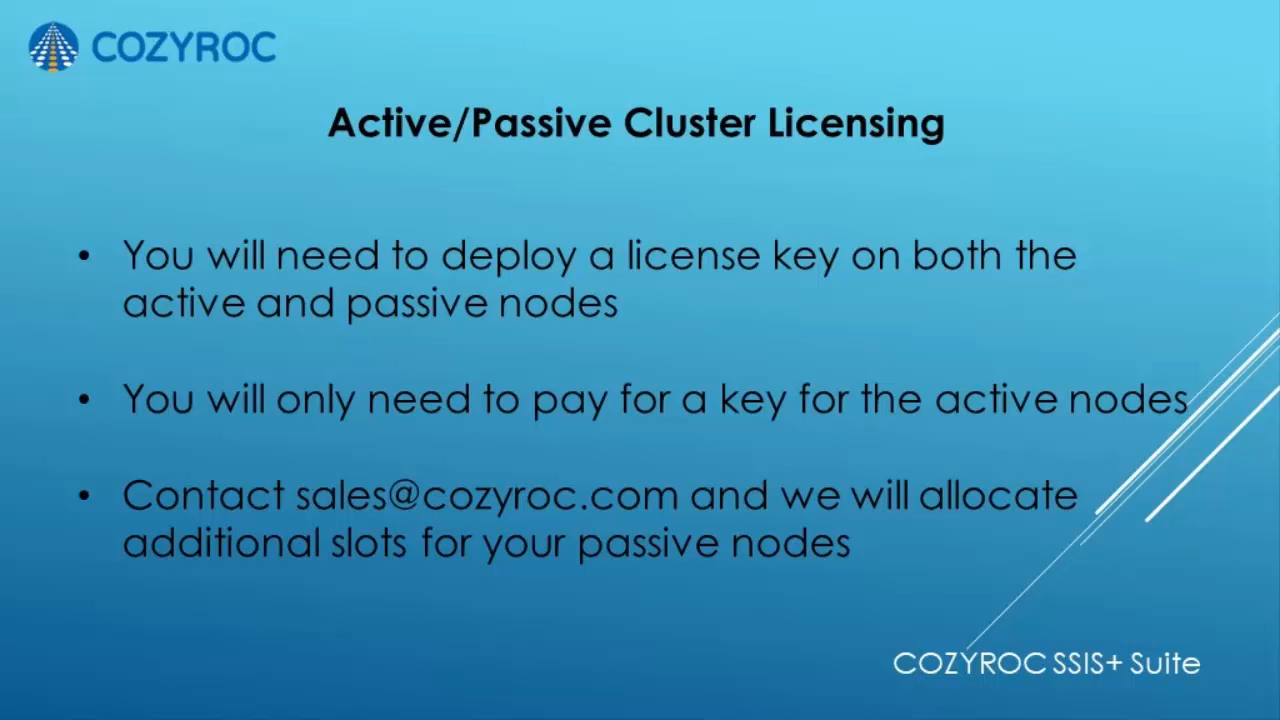 COZYROC
Active/Passive Cluster Licensing
• You will need to deploy a license key on both the
active and passive nodes
• You will only need to pay for a key for the active nodes
• Contact sales@cozyroc.com and we will allocate
additional slots for your passive nodes
COZYROC SSIS+ Suite